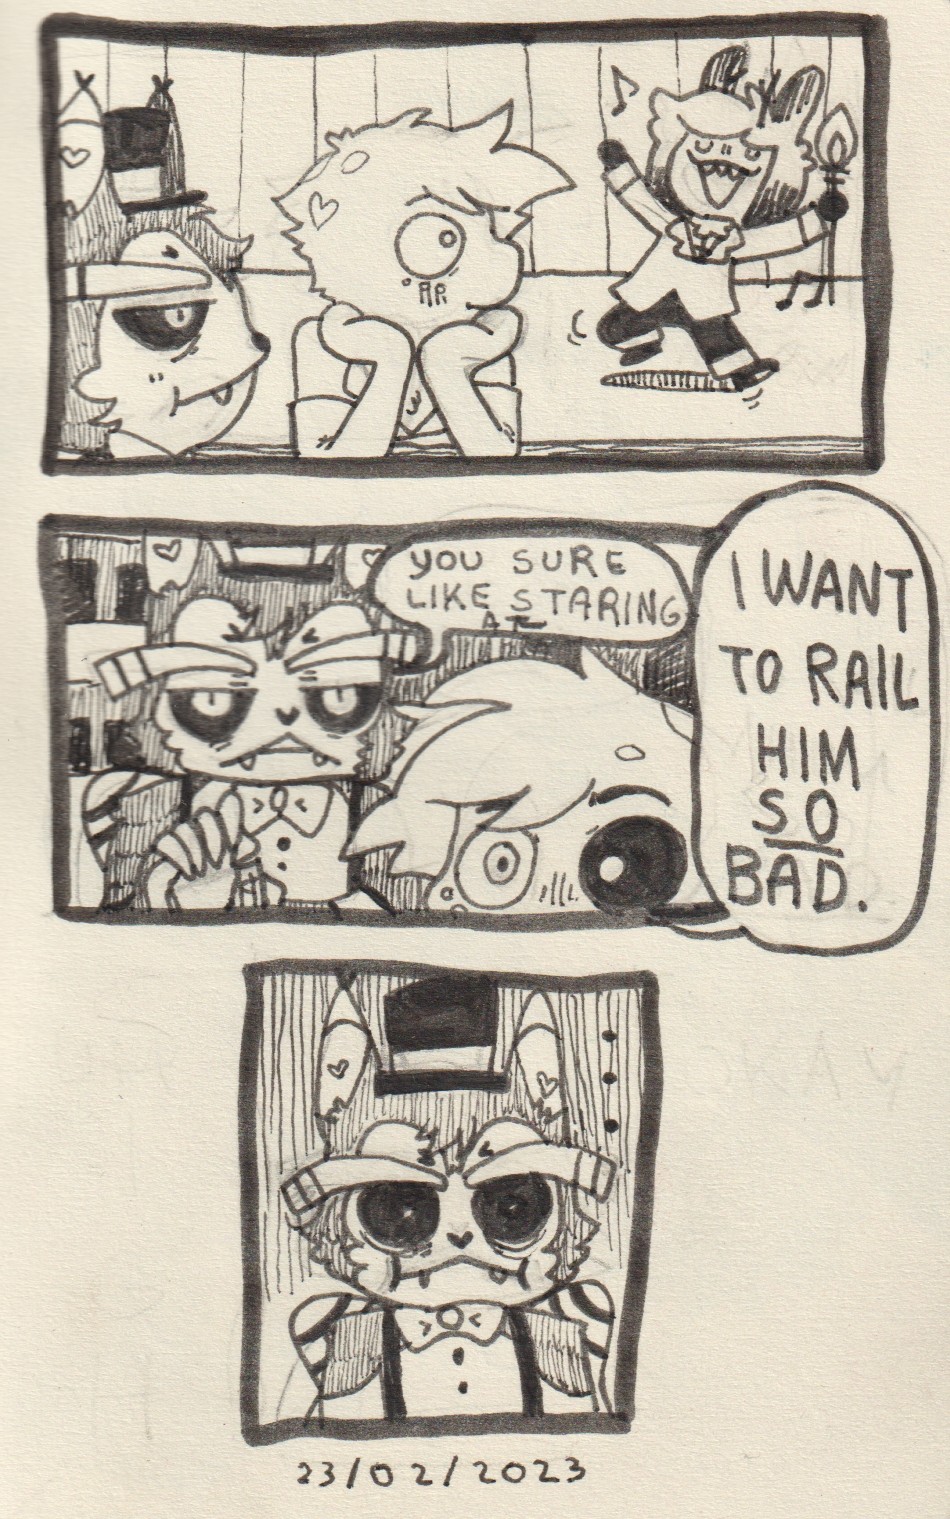 YOU SURE
LIKE STARING
AT
I WANT
TO RAIL
HIM
SO
BAD.
23/02/2023